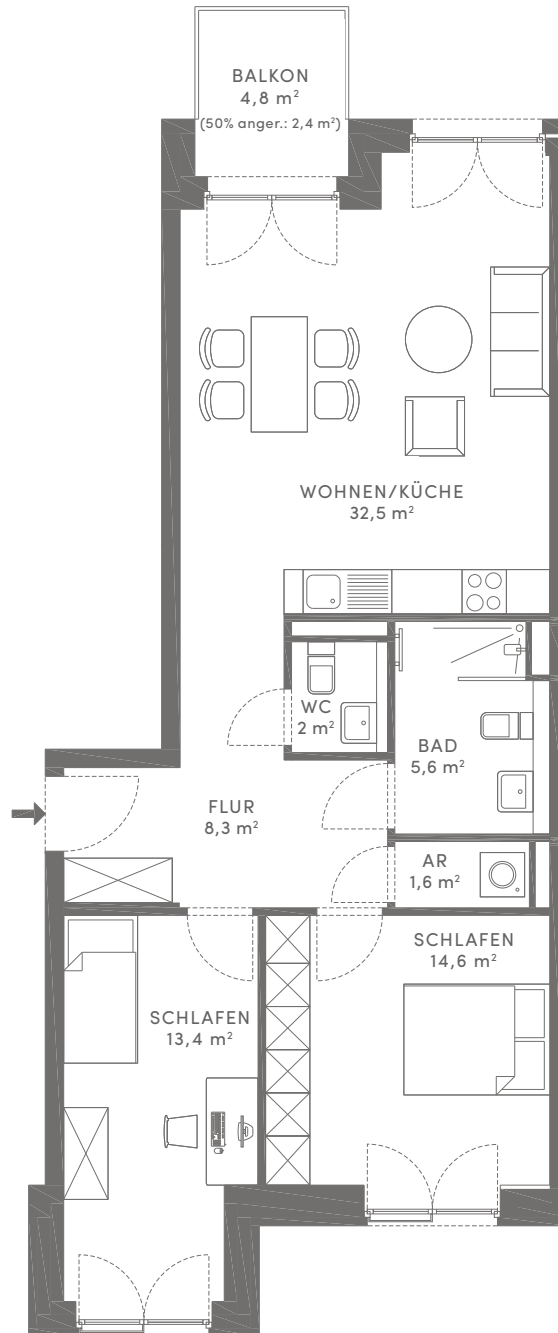 BALKON
4,8 m²
(50% anger.: 2,4 m²)
WOHNEN/KÜCHE
32,5 m²
WC
2 m²
BAD
5,6 m²
FLUR
8,3 m²
AR
1,6 m²
SCHLAFEN
14,6 m²
SCHLAFEN
13,4 m²